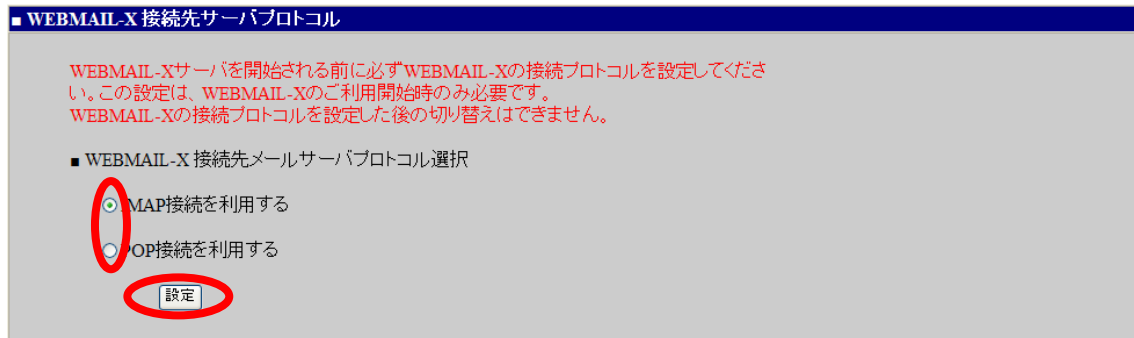 ■ WEBMAIL-X 接続先サーバプロトコル
WEBMAIL-Xサーバを開始される前に必ずWEBMAIL-Xの接続プロトコルを設定してくださ
い。この設定は、WEBMAIL-Xのご利用開始時のみ必要です。
WEBMAIL-Xの接続プロトコルを設定した後の切り替えはできません。
■ WEBMAIL-X 接続先メールサーバプロトコル選択
IMAP接続を利用する
POP接続を利用する
設定